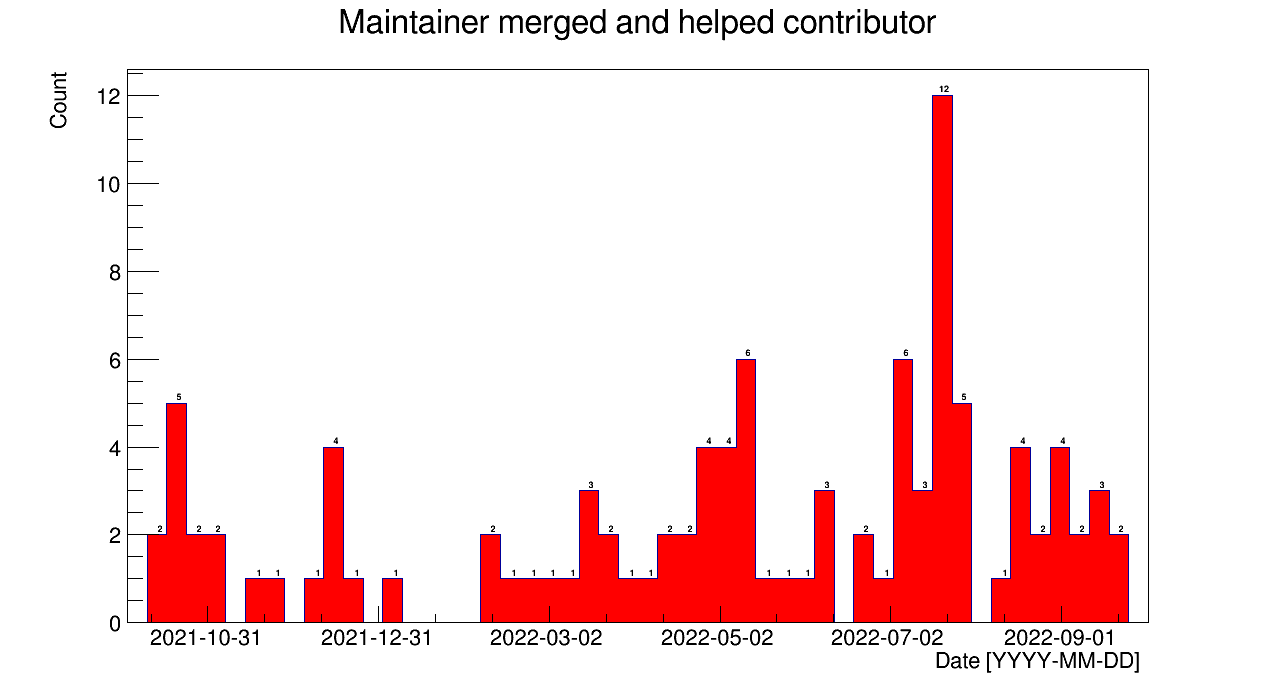 Maintainer merged and helped contributor
Count
12
10
8
6
4
2
0
2 5 2 2 1 1 1 4 1 1 2 1 1 1 1 3 2 1 1 2 2 4 4 6 1 1 1 3 2 1 6 3 12 5 1 4 2 4 2 3 2
2021-10-31 2021-12-31 2022-03-02 2022-05-02 2022-07-02 2022-09-01
Date [YYYY-MM-DD]